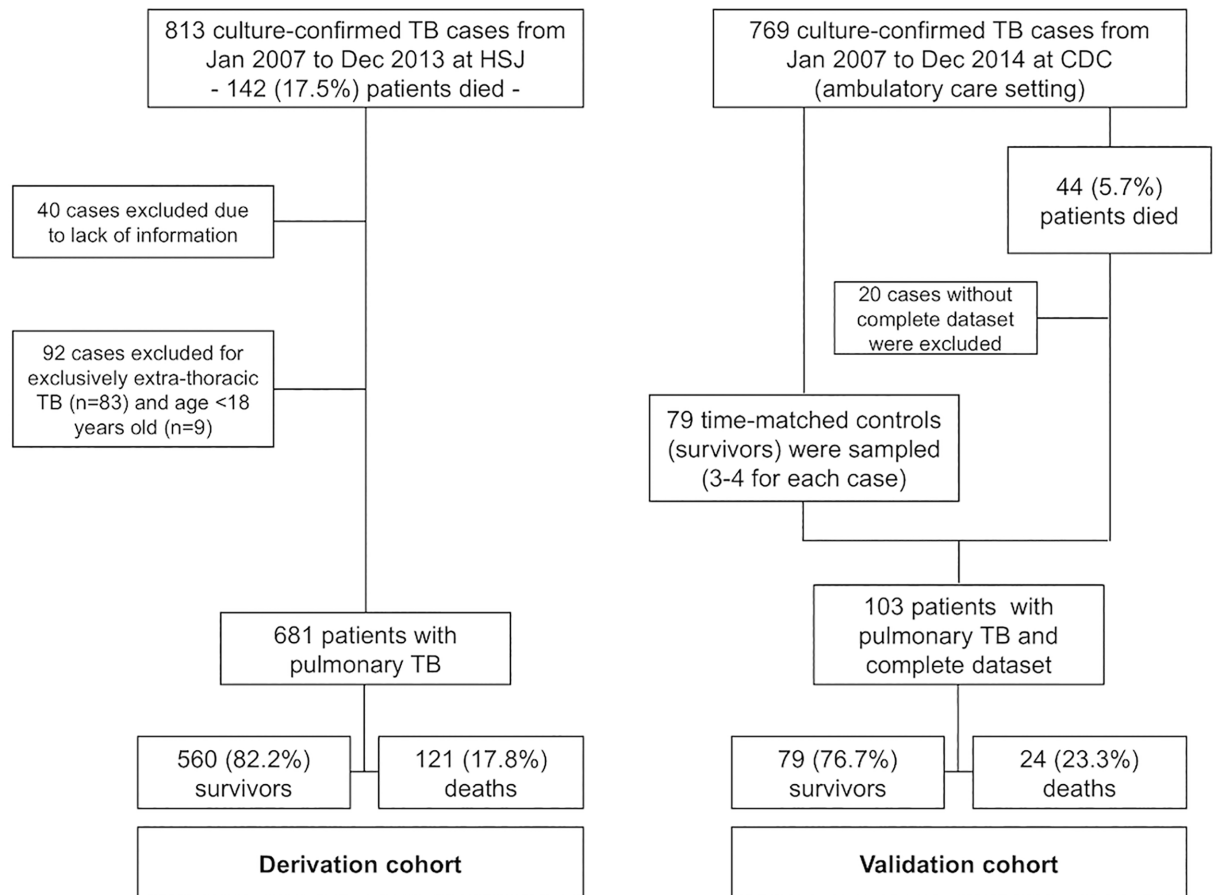 813 culture-confirmed TB cases from
Jan 2007 to Dec 2013 at HSJ
- 142 (17.5%) patients died -
40 cases excluded due
to lack of information
92 cases excluded for
exclusively extra-thoracic
TB (n=83) and age <18
years old (n=9)
681 patients with
pulmonary TB
560 (82.2%)
survivors
121 (17.8%)
deaths
Derivation cohort
769 culture-confirmed TB cases from
Jan 2007 to Dec 2014 at CDC
(ambulatory care setting)
44 (5.7%)
patients died
20 cases without
complete dataset
were excluded
79 time-matched controls
(survivors) were sampled
(3-4 for each case)
103 patients with
pulmonary TB and
complete dataset
79 (76.7%)
survivors
24 (23.3%)
deaths
Validation cohort